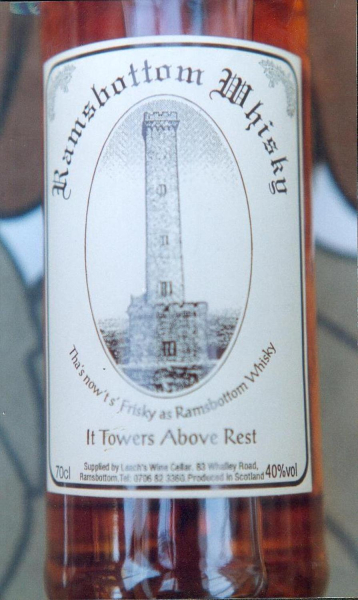 Ramsbottom Whisky
Tha's now't s' Frisky as Ramsbottom Whisky
It Towers Above Rest
70cl
Supplied by Leach's Wine Cellar, 83 Whalley Road,
Ramsbottom.Tel: 0706 82 3360 Produced in Scotland
40%vol